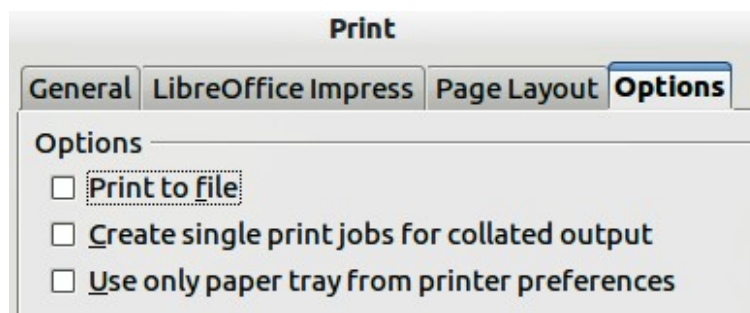 Print
General LibreOffice Impress Page Layout Options
Options
Print to file
Create single print jobs for collated output
Use only paper tray from printer preferences